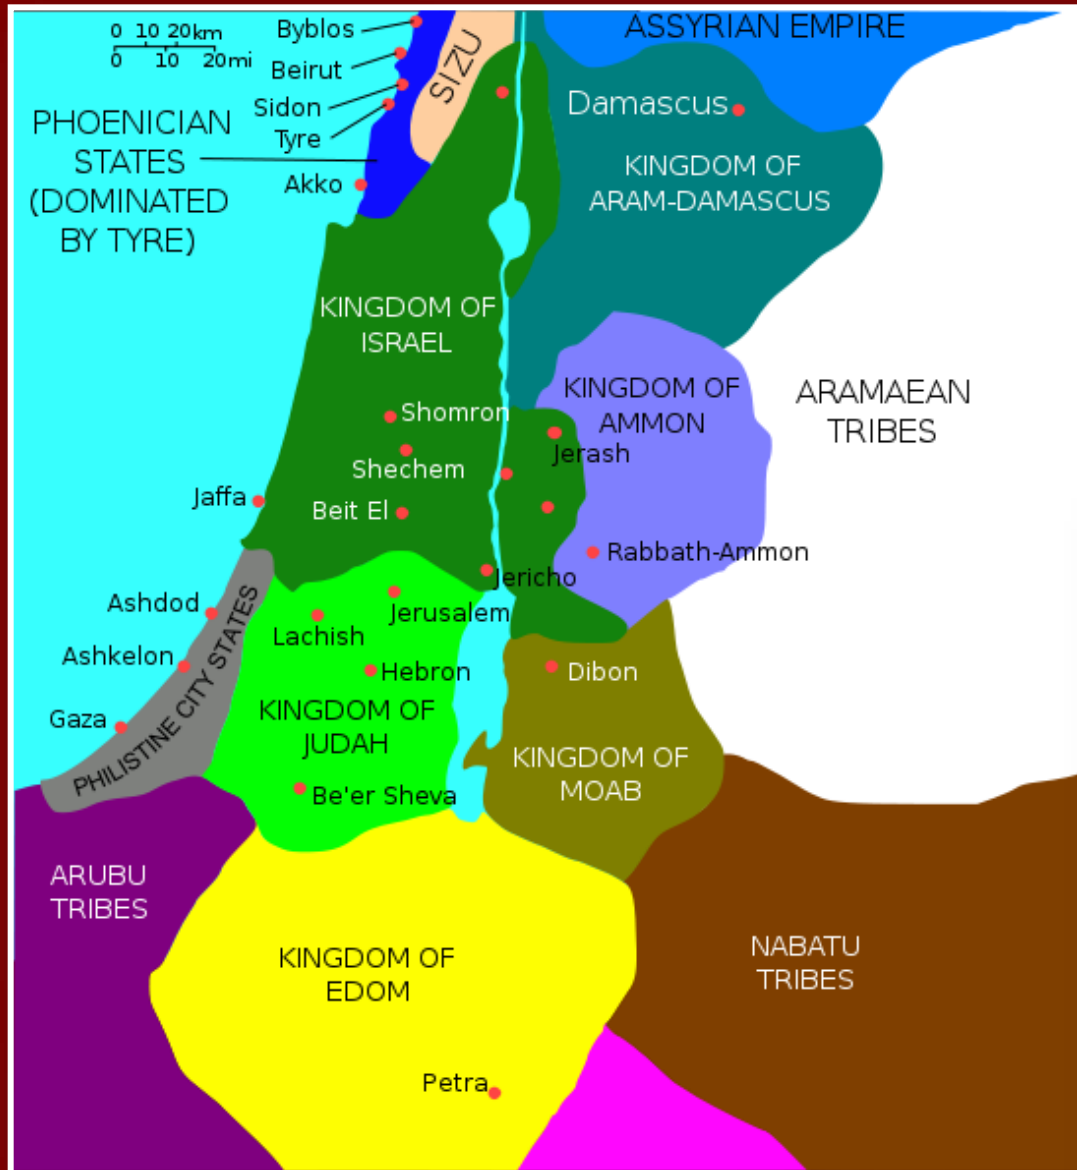 ASSYRIAN EMPIRE
0 10 20km
0 10 20mi
Byblos
Beirut
Sidon
Tyre
Akko
SIZU
PHOENICIAN
STATES
(DOMINATED
BY TYRE)
Damascus
KINGDOM OF
ARAM-DAMASCUS
KINGDOM OF
ISRAEL
KINGDOM OF
AMMON
ARAMAEAN
TRIBES
Shomron
Jerash
Shechem
Jaffa
Beit El
Rabbath-Ammon
Jericho
Ashdod
Jerusalem
Lachish
Ashkelon
Hebron
Dibon
Gaza
PHILISTINE CITY STATES
KINGDOM OF
JUDAH
KINGDOM OF
MOAB
Be'er Sheva
ARUBU
TRIBES
KINGDOM OF
EDOM
NABATU
TRIBES
Petra